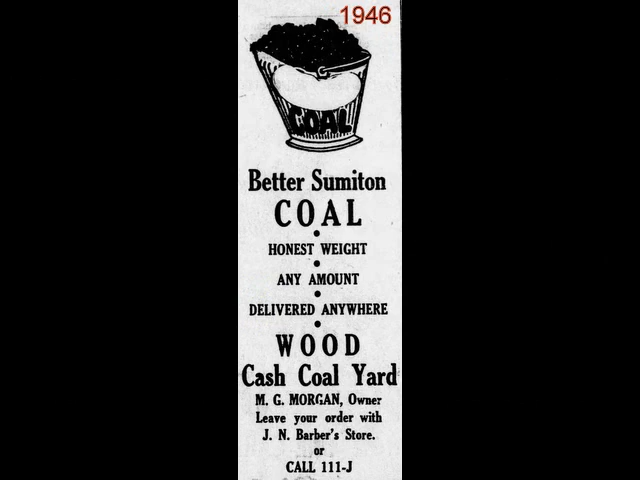 1946
COAL
Better Sumiton
COAL
HONEST WEIGHT
ANY AMOUNT
DELIVERED ANYWHERE
WOOD
Cash Coal Yard
M. G. MORGAN, Owner
Leave your order with
J. N. Barber's Store.
or
CALL 111-J